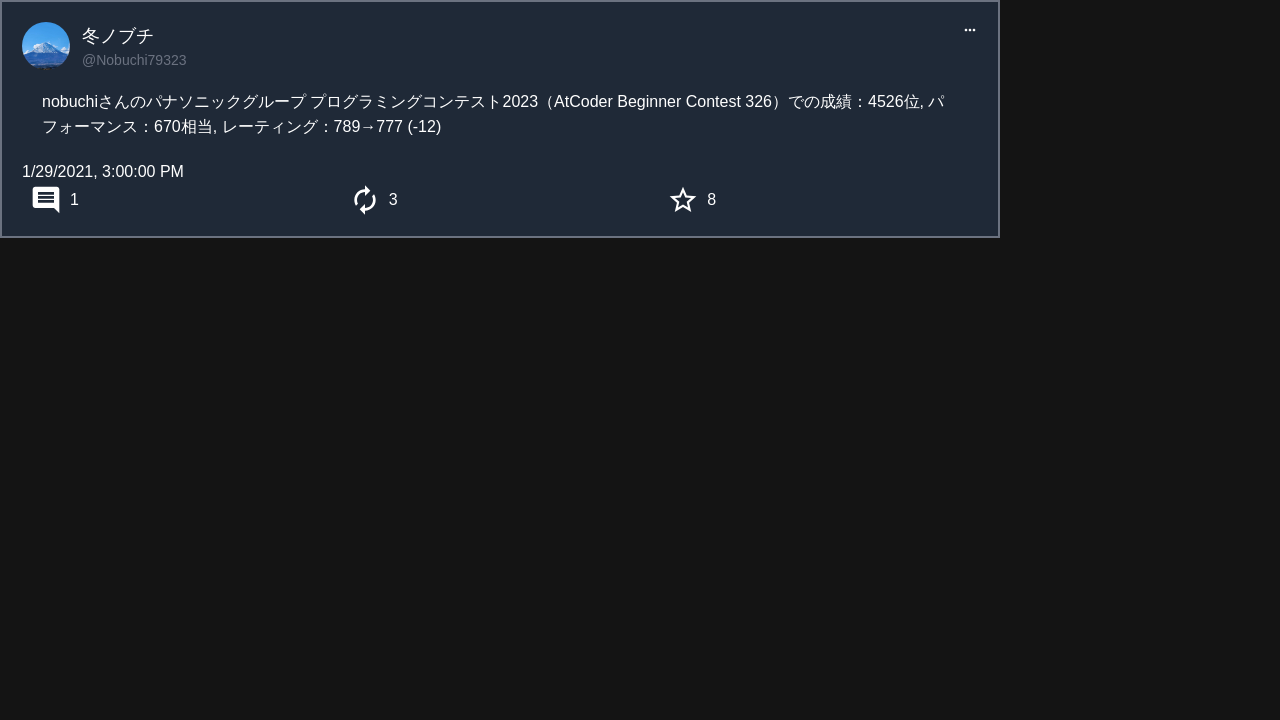 冬ノブチ
@Nobuchi79323
nobuchiさんのパナソニックグループ プログラミングコンテスト2023（AtCoder Beginner Contest 326）での成績：4526位, パ
フォーマンス：670相当, レーティング：789→777 (-12)
1/29/2021, 3:00:00 PM
1 3 8